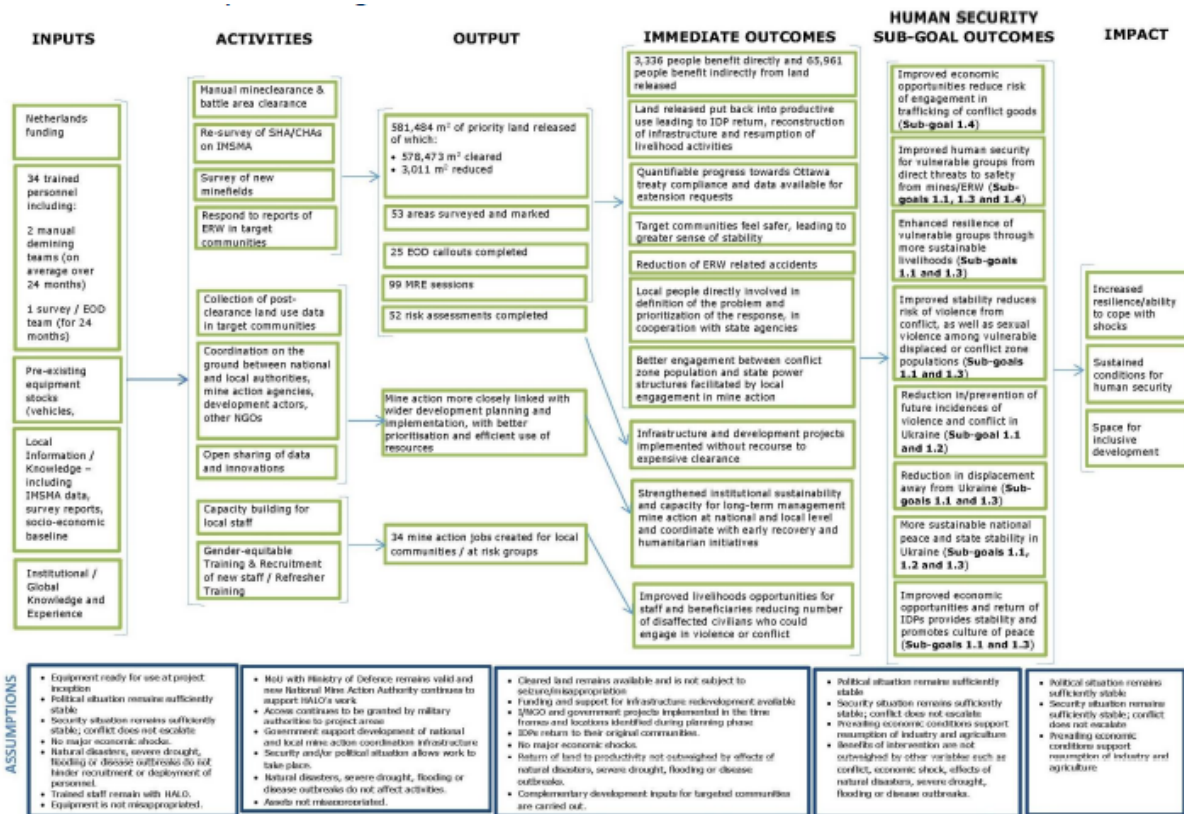 INPUTS
ACTIVITIES
OUTPUT
IMMEDIATE OUTCOMES
HUMAN SECURITY
SUB-GOAL OUTCOMES
IMPACT
Netherlands
funding
34 trained personnel
including:
2 manual
demining
teams (on
average over
24 months)
1 survey / EOD
team (for 24
months)
Pre-existing
equipment
stocks
(vehicles,
Local
Information /
Knowledge –
including
IMSMA data,
survey reports,
socio-economic
baseline
Institutional /
Global
Knowledge and
Experience
Manual mineclearance &
battle area clearance
Re-survey of SHA/CHAs
on IMSMA
Survey of new
minefields
Respond to reports of
ERW in target
communities
Collection of post-
clearance land use data
in target communities
Coordination on the
ground between national
and local authorities,
mine action agencies,
development actors,
other NGOs
Open sharing of
data and innovations
Capacity building for
local staff
Gender-equitable
Training & Recruitment
of new staff / Refresher
Training
581,484 m² of priority land released
of which:
• 578,473 m² cleared
• 3,011 m² reduced
53 areas surveyed and marked
25 EOD callouts completed
99 MRE sessions
52 risk assessments completed
Mine action more closely linked with
wider development planning and
implementation, with better
prioritisation and efficient use of
resources
34 mine action jobs created for local
communities / at risk groups
3,336 people benefit directly and 65,961
people benefit indirectly from land
released
Land released put back into productive
use leading to IDP return, reconstruction
of infrastructure and resumption of
livelihood activities
Quantifiable progress towards Ottawa
treaty compliance and data available for
extension requests
Target communities feel safer, leading to
greater sense of stability
Reduction of ERW related accidents
Local people directly involved in
definition of the problem and
prioritization of the response, in
cooperation with state agencies
Better engagement between conflict
zone population and state power
structures facilitated by local
engagement in mine action
Infrastructure and development projects
implemented without recourse to
expensive clearance
Strengthened institutional sustainability
and capacity for long-term management
mine action at national and local level
and coordinate with early recovery and
humanitarian initiatives
Improved livelihoods opportunities for
staff and beneficiaries reducing number
of disaffected civilians who could
engage in violence or conflict
Improved economic
opportunities reduce risk
of engagement in
trafficking of conflict goods
(Sub-goal 1.4)
Improved human security
for vulnerable groups from
direct threats to safety
from mines/ERW (Sub-
goals 1.1, 1.3 and 1.4)
Enhanced resilience of
vulnerable groups through
more sustainable
livelihoods (Sub-goals
1.1 and 1.3)
Improved stability reduces
risk of violence from
conflict, as well as sexual
violence among vulnerable
displaced or conflict zone
populations (Sub-goals
1.1 and 1.3)
Reduction in/prevention of
future incidences of
violence and conflict in
Ukraine (Sub-goal 1.1
and 1.2)
Reduction in displacement
away from Ukraine (Sub-
goals 1.1 and 1.3)
More sustainable national
peace and state stability in
Ukraine (Sub-goals 1.1,
1.2 and 1.3)
Improved economic
opportunities and return of
IDPs provides stability and
promotes culture of peace
(Sub-goals 1.1 and 1.3)
Increased
resilience/ability
to cope with
shocks
Sustained
conditions for
human security
Space for
inclusive
development
ASSUMPTIONS
• Equipment ready for use at project
inception
• Political situation remains sufficiently
stable
• Security situation remains sufficiently
stable; conflict does not escalate
• No major economic shocks.
• Natural disasters, severe drought,
flooding or disease outbreaks do not
hinder recruitment or deployment of
personnel.
• Trained staff remain with HALO.
• Equipment is not misappropriated.
• MoU with Ministry of Defence remains valid and
new National Mine Action Authority continues to
support HALO's work
• Access continues to be granted by military
authorities to project areas
• Government support development of national
and local mine action coordination infrastructure
• Security and/or political situation allows work to
take place.
• Natural disasters, severe drought, flooding or
disease outbreaks do not affect activities.
• Assets not misappropriated.
• Cleared land remains available and is not subject to
seizure/misappropriation
• Funding and support for infrastructure redevelopment available
• I/NGO and government projects implemented in the time
frames and locations identified during planning phase
• IDPs return to their original communities.
• No major economic shocks.
• Return of land to productivity not outweighed by effects of
natural disasters, severe drought, flooding or disease
outbreaks.
• Complementary development inputs for targeted communities
are carried out.
• Political situation remains sufficiently
stable
• Security situation remains sufficiently
stable; conflict does not escalate
• Prevailing economic conditions support
resumption of industry and agriculture
• Benefits of intervention are not
outweighed by other variables such as
conflict, economic shock, effects of
natural disasters, severe drought,
flooding or disease outbreaks.
• Political situation remains
sufficiently stable
• Security situation remains
sufficiently stable; conflict does
not escalate
• Prevailing economic
conditions support
resumption of industry and
agriculture